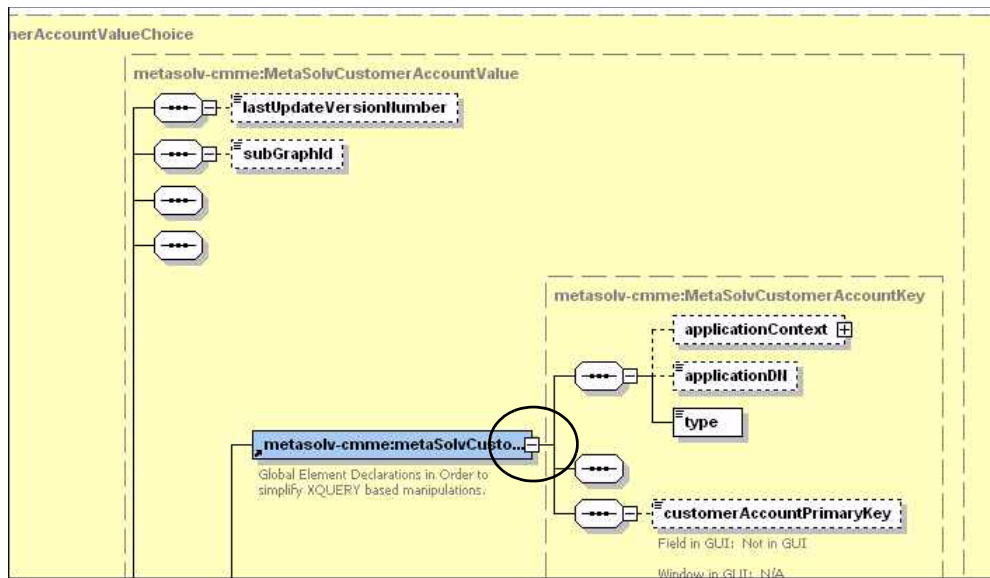 nerAccountValueChoice
metasolv-cmme:MetaSolvCustomerAccountValue
lastUpdateVersionNumber
subGraphId
metasolv-cmme:MetaSolvCustomerAccountKey
applicationContext
applicationDN
type
metasolv-cmme:metaSolvCusto...
Global Element Declarations in Order to
simplify XQUERY based manipulations.
customerAccountPrimaryKey
Field in GUI: Not in GUI
Window in GUI: N/A